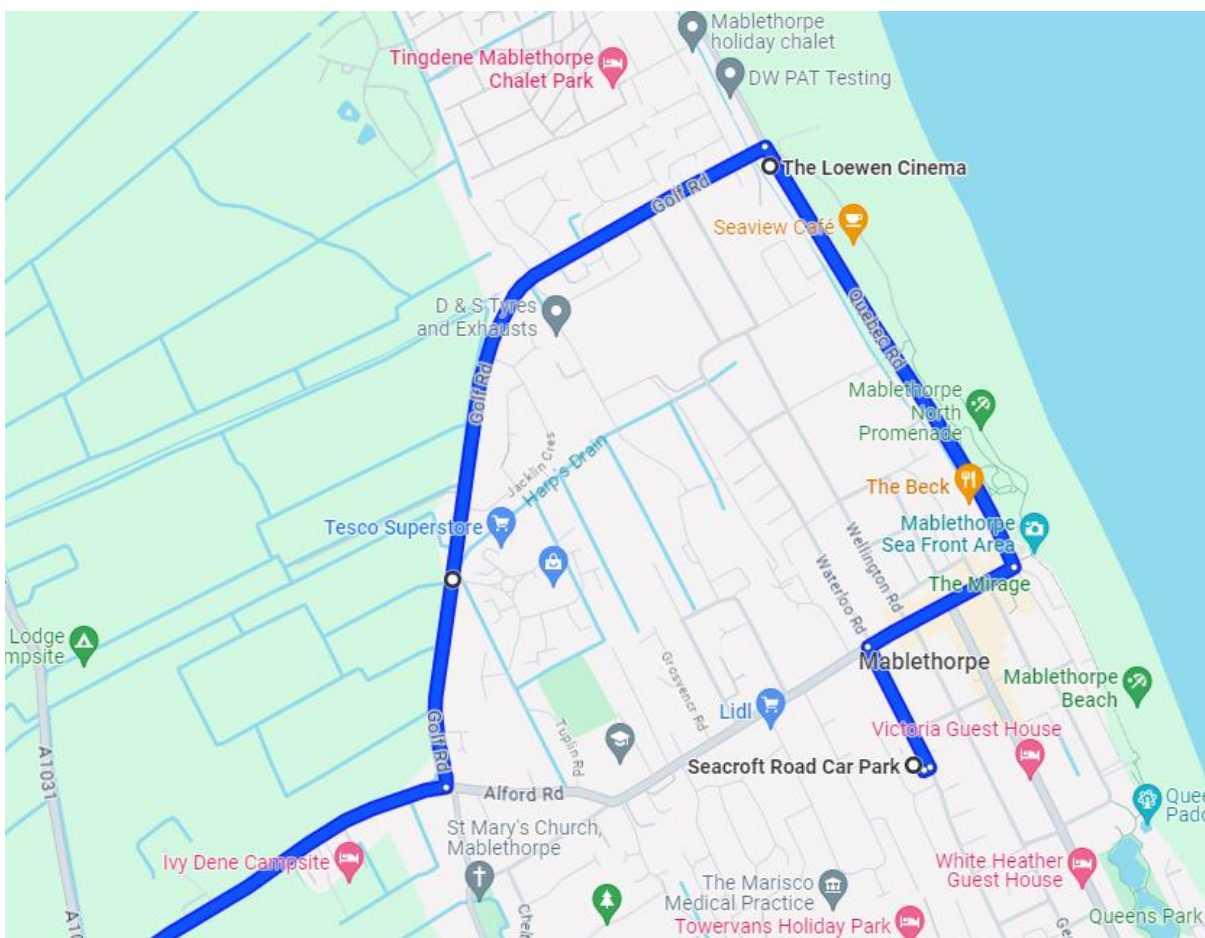 Mablethorpe
holiday chalet
Tingdene Mablethorpe
Chalet Park
DW PAT Testing
The Loewen Cinema
Golf Rd
Seaview Café
D & S Tyres
and Exhausts
Quebec Rd
Golf Rd
Mablethorpe
North
Promenade
Jacklin Cres
Harp's Drain
The Beck
Tesco Superstore
Mablethorpe
Sea Front Area
Wellington Rd
Waterloo Rd
The Mirage
Lodge
Mablethorpe
Grosvenor Rd
Mablethorpe
Beach
Lidl
Golf Rd
Tuplin Rd
Victoria Guest House
A1031
Seacroft Road Car Park
Alford Rd
St Mary's Church,
Mablethorpe
Ivy Dene Campsite
White Heather
Guest House
The Marisco
Medical Practice
Towervans Holiday Park
Queens Park